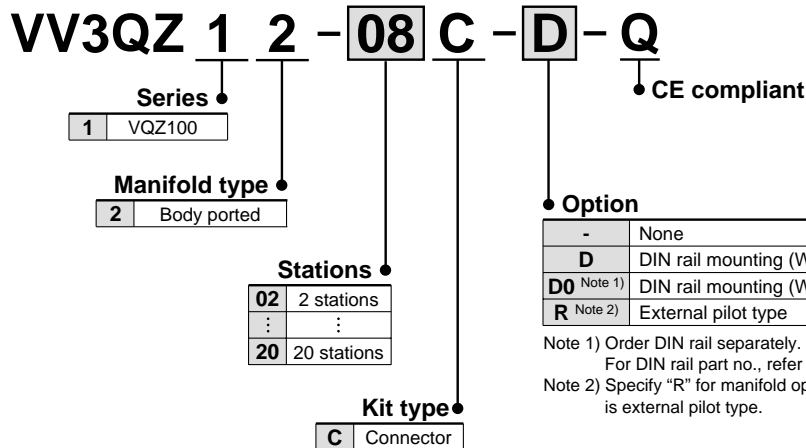 VV3QZ 1 2 - 08 C - D - Q
CE compliant
Series
1 VQZ100
Manifold type
2 Body ported
Stations
02 2 stations
⋮ ⋮
20 20 stations
Kit type
C Connector
Option
- None
D DIN rail mounting (W
D0 Note 1) DIN rail mounting (W
R Note 2) External pilot type
Note 1) Order DIN rail separately.
For DIN rail part no., refer
Note 2) Specify “R” for manifold op
is external pilot type.